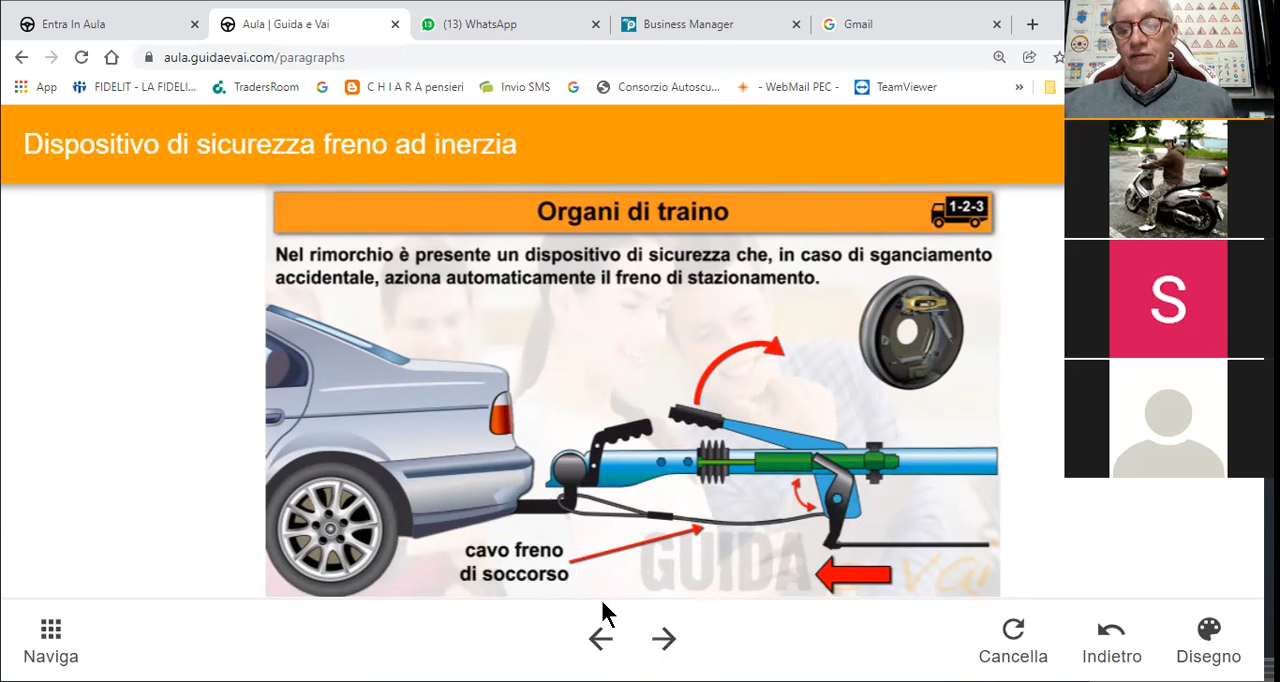 Entra In Aula
Aula | Guida e Vai
(13) WhatsApp
Business Manager
Gmail
aula.guidaevai.com/paragraphs
App
FIDELIT - LA FIDELI...
TradersRoom
C H I A R A pensieri
Invio SMS
Consorzio Autoscu...
- WebMail PEC -
TeamViewer
»
Dispositivo di sicurezza freno ad inerzia
Organi di traino
1-2-3
Nel rimorchio è presente un dispositivo di sicurezza che, in caso di sganciamento
accidentale, aziona automaticamente il freno di stazionamento.
S
cavo freno
di soccorso
GUIDA e vai
Naviga
Cancella
Indietro
Disegno